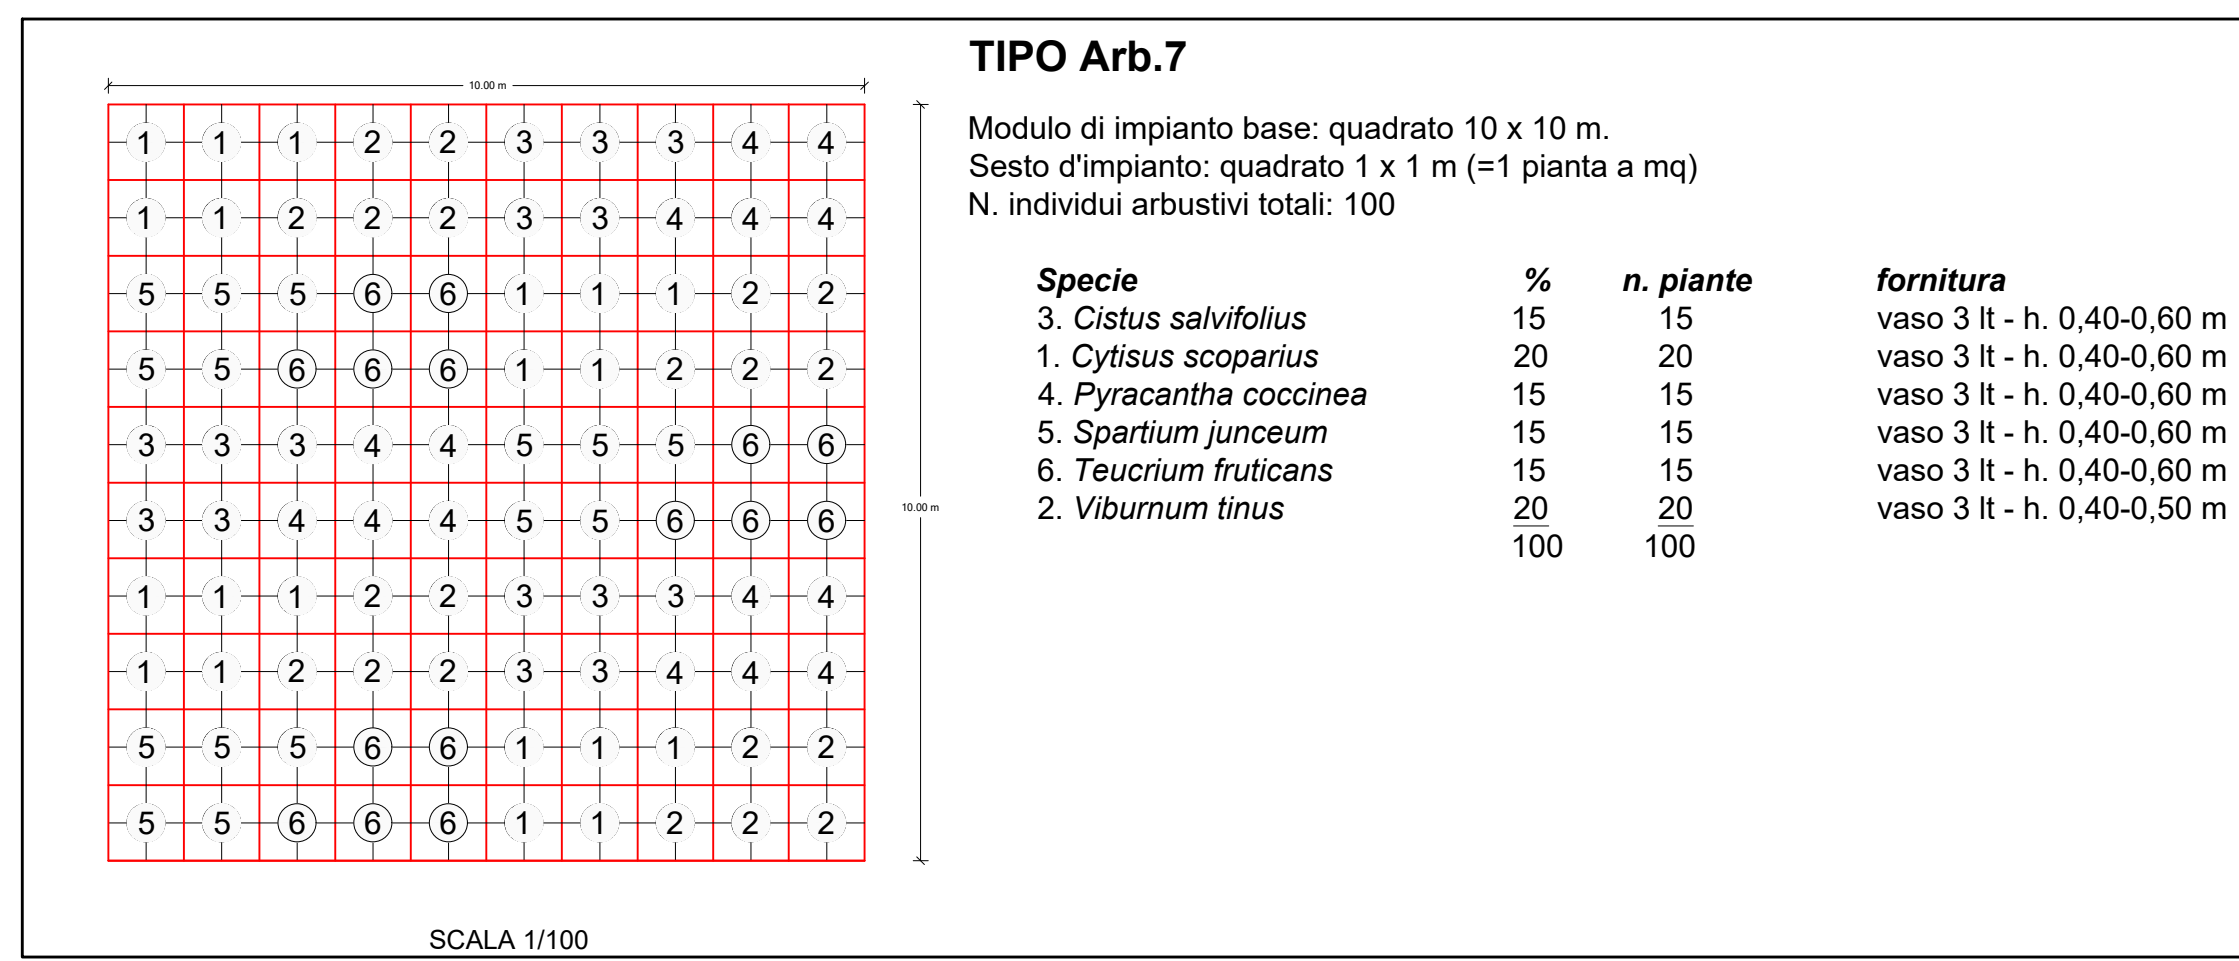 TIPO Arb.7
10.00 m
1 1 1 2 2 3 3 3 4 4
1 1 2 2 2 3 3 4 4 4
5 5 5 6 6 1 1 1 2 2
5 5 6 6 6 1 1 2 2 2
3 3 3 4 4 5 5 5 6 6
3 3 4 4 4 5 5 6 6 6
1 1 1 2 2 3 3 3 4 4
1 1 2 2 2 3 3 4 4 4
5 5 5 6 6 1 1 1 2 2
5 5 6 6 6 1 1 2 2 2
10.00 m
SCALA 1/100
Modulo di impianto base: quadrato 10 x 10 m.
Sesto d'impianto: quadrato 1 x 1 m (=1 pianta a mq)
N. individui arbustivi totali: 100
Specie % n. piante fornitura
3. Cistus salvifolius 15 15 vaso 3 lt - h. 0,40-0,60 m
1. Cytisus scoparius 20 20 vaso 3 lt - h. 0,40-0,60 m
4. Pyracantha coccinea 15 15 vaso 3 lt - h. 0,40-0,60 m
5. Spartium junceum 15 15 vaso 3 lt - h. 0,40-0,60 m
6. Teucrium fruticans 15 15 vaso 3 lt - h. 0,40-0,60 m
2. Viburnum tinus 20 20 vaso 3 lt - h. 0,40-0,50 m
100 100